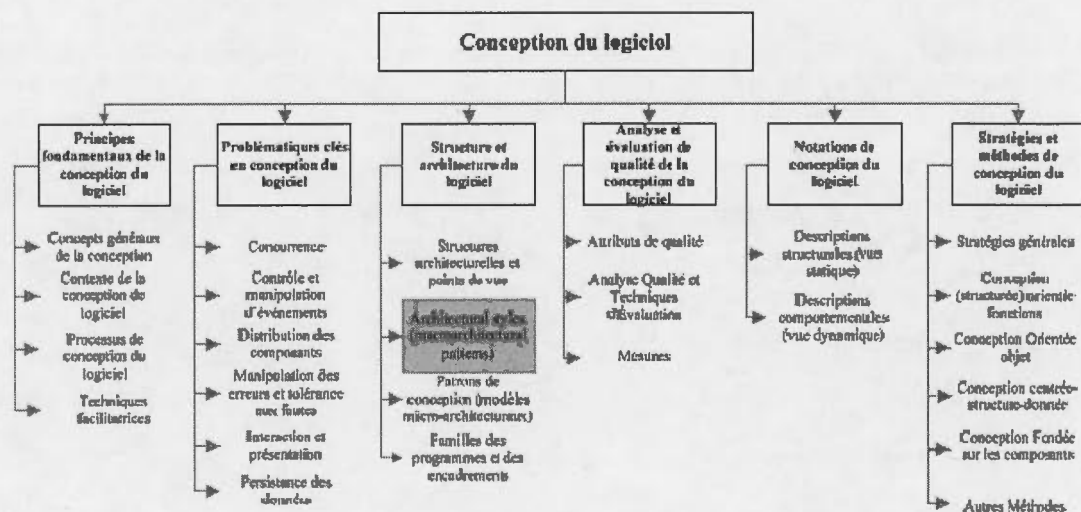 Conception du logiciol
Principes
fondamentaux de la
conception du
logiciel
Concepts généraux
de la conception
Contexte de la
conception de
logiciel
Processus de
conception du
logiciel
Techniques
facilitatrices
Problématiques clés
en conception du
logiciel
Concurrence
Contrôle et
manipulation
d'événements
Distribution des
composants
Manipulation des
erreurs et tolérance
aux fautes
Interaction et
présentation
Persistance des
données
Structure et
architecture du
logiciel
Structures
architecturelles et
points de vue
Architectural styles
(macroarchitectural
patterns)
Patrons de
conception (modèles
micro-architecturaux)
Familles des
programmes et des
encadrements
Analyse et
évaluation de
qualité de la
conception du
logiciel
Attributs de qualité
Analyse Qualité et
Techniques
d'Évaluation
Mesures
Notations de
conception du
logiciel
Descriptions
structurales (vue
statique)
Descriptions
comportementales
(vue dynamique)
Stratégies et
méthodes de
conception du
logiciel
Stratégies générales
Conception
(structurée) orientée
fonctions
Conception Orientée
objet
Conception centrée-
structure-donnée
Conception Fondée
sur les composants
Autres Méthodes